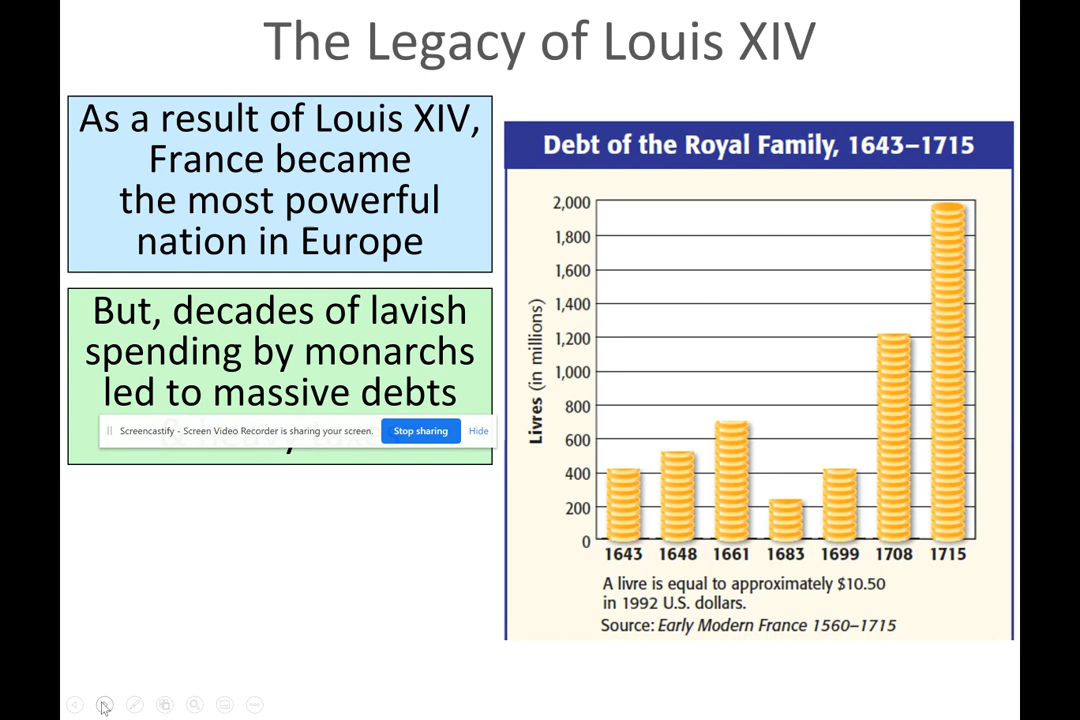 The Legacy of Louis XIV
As a result of Louis XIV,
France became
the most powerful
nation in Europe
But, decades of lavish
spending by monarchs
led to massive debts
Screencastify - Screen Video Recorder is sharing your screen.
Stop sharing
Hide
Debt of the Royal Family, 1643–1715
Livres (in millions)
2,000
1,800
1,600
1,400
1,200
1,000
800
600
400
200
0
1643 1648 1661 1683 1699 1708 1715
A livre is equal to approximately $10.50
in 1992 U.S. dollars.
Source: Early Modern France 1560–1715